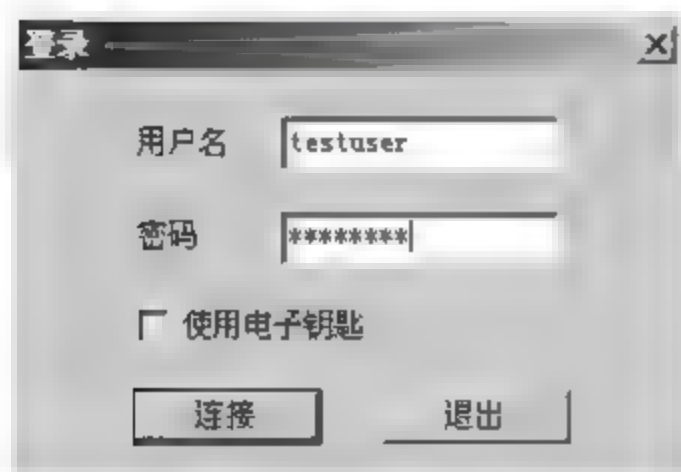 登录
用户名 testuser
密码 ********
使用电子钥匙
连接 退出